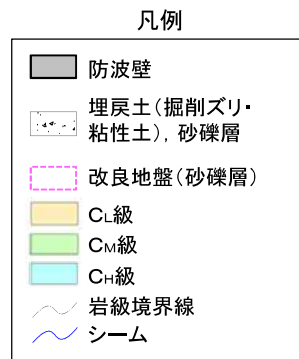 凡例
防波壁
埋戻土(掘削ズリ・
粘性土),砂礫層
改良地盤(砂礫層)
CL級
CM級
CH級
岩級境界線
シーム